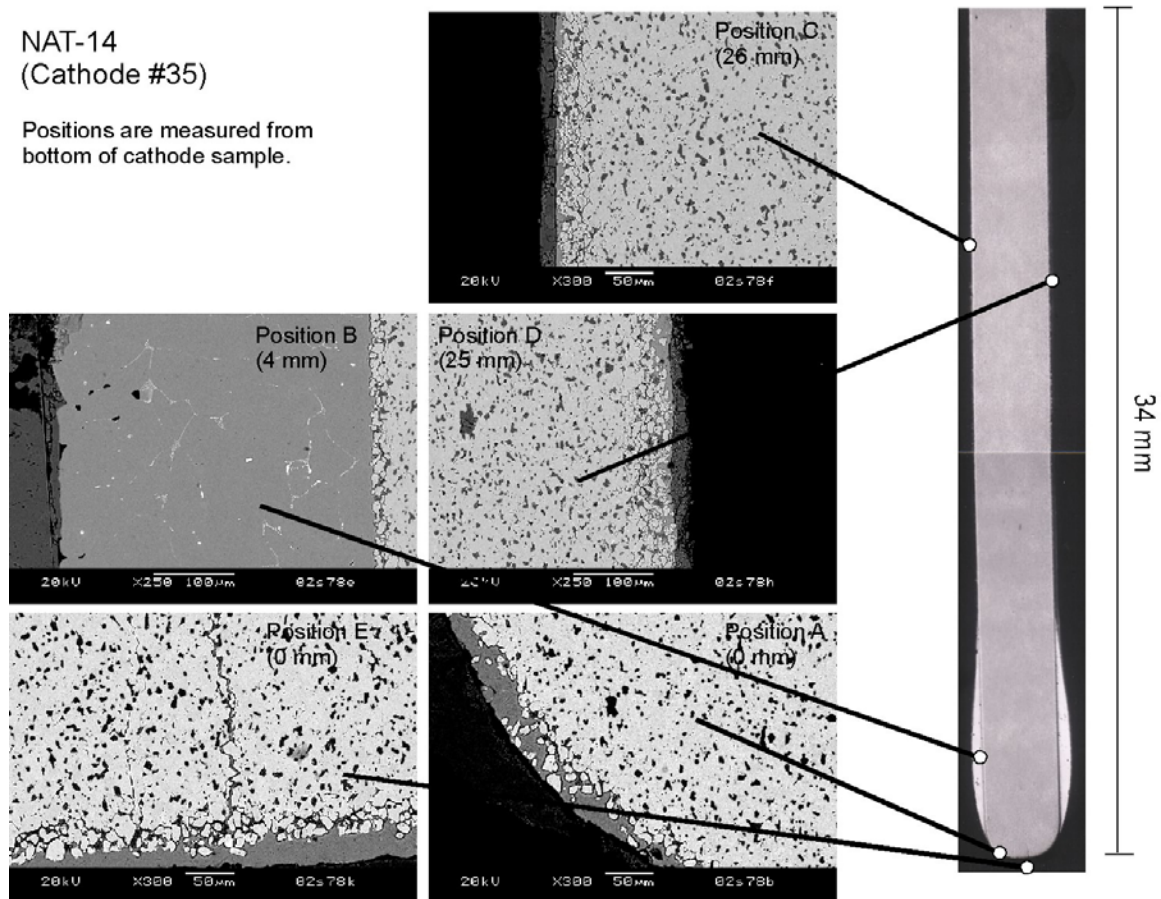 NAT-14
(Cathode #35)
Positions are measured from
bottom of cathode sample.
Position C
(26 mm)
20kV X300 50µm 02s78f
Position B
(4 mm)
20kV X250 100µm 02s78e
Position D
(25 mm)
20kV X250 100µm 02s78h
Position E
(0 mm)
20kV X300 50µm 02s78k
Position A
(0 mm)
20kV X300 50µm 02s78b
34 mm